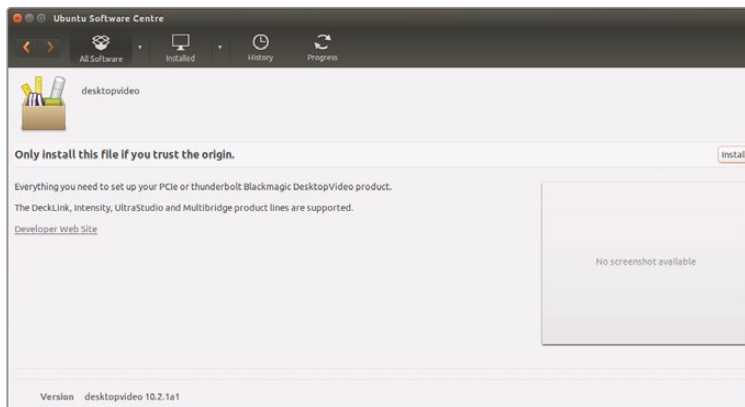 Ubuntu Software Centre
All Software
Installed
History
Progress
desktopvideo
Only install this file if you trust the origin.
Instal
Everything you need to set up your PCIe or thunderbolt Blackmagic DesktopVideo product.
The DeckLink, Intensity, UltraStudio and Multibridge product lines are supported.
Developer Web Site
No screenshot available
Version desktopvideo 10.2.1a1